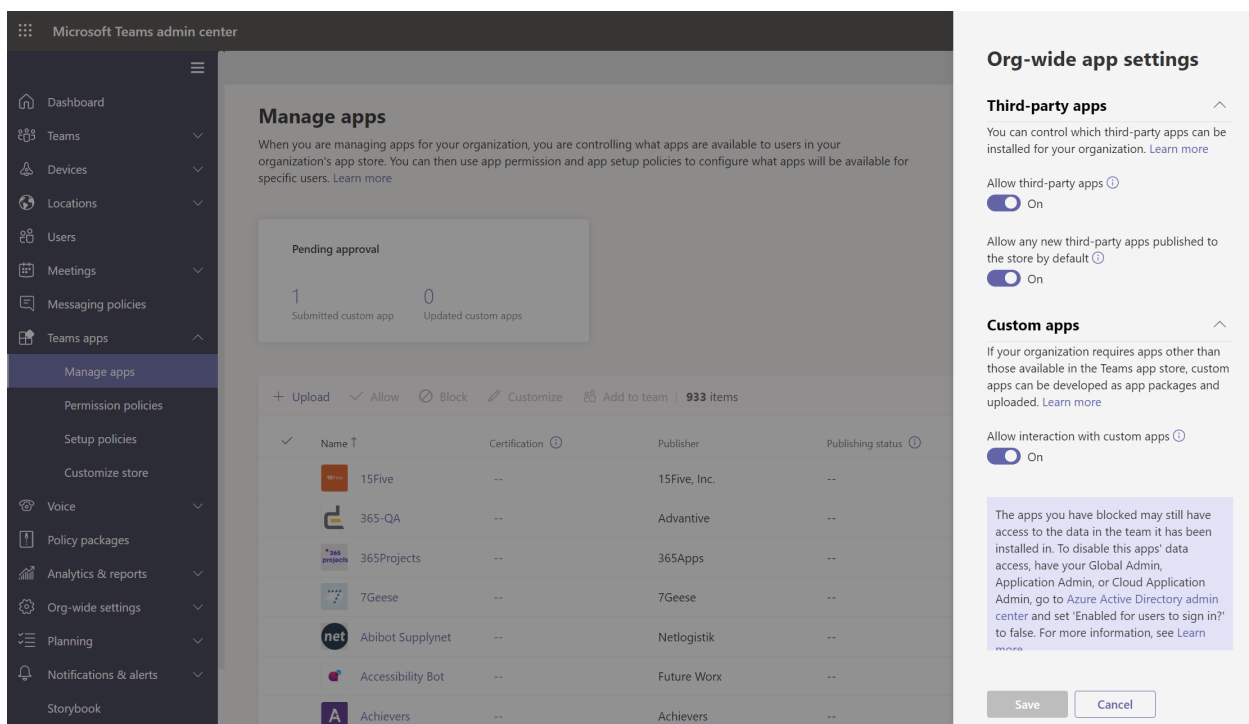 Microsoft Teams admin center
Dashboard
Teams
Devices
Locations
Users
Meetings
Messaging policies
Teams apps
Manage apps
Permission policies
Setup policies
Customize store
Voice
Policy packages
Analytics & reports
Org-wide settings
Planning
Notifications & alerts
Storybook
Manage apps
When you are managing apps for your organization, you are controlling what apps are available to users in your
organization's app store. You can then use app permission and app setup policies to configure what apps will be available for
specific users. Learn more
Pending approval
1 0
Submitted custom app Updated custom apps
+ Upload Allow Block Customize Add to team | 933 items
Name ↑ Certification Publisher Publishing status
15Five -- 15Five, Inc. --
365-QA -- Advantive --
365 projects 365Projects -- 365Apps --
7Geese -- 7Geese --
net Abibot Supplynet -- Netlogistik --
Accessibility Bot -- Future Worx --
A Achievers -- Achievers --
Org-wide app settings
Third-party apps
You can control which third-party apps can be
installed for your organization. Learn more
Allow third-party apps
On
Allow any new third-party apps published to
the store by default
On
Custom apps
If your organization requires apps other than
those available in the Teams app store, custom
apps can be developed as app packages and
uploaded. Learn more
Allow interaction with custom apps
On
The apps you have blocked may still have
access to the data in the team it has been
installed in. To disable this apps' data
access, have your Global Admin,
Application Admin, or Cloud Application
Admin, go to Azure Active Directory admin
center and set 'Enabled for users to sign in?'
to false. For more information, see Learn
more
Save Cancel